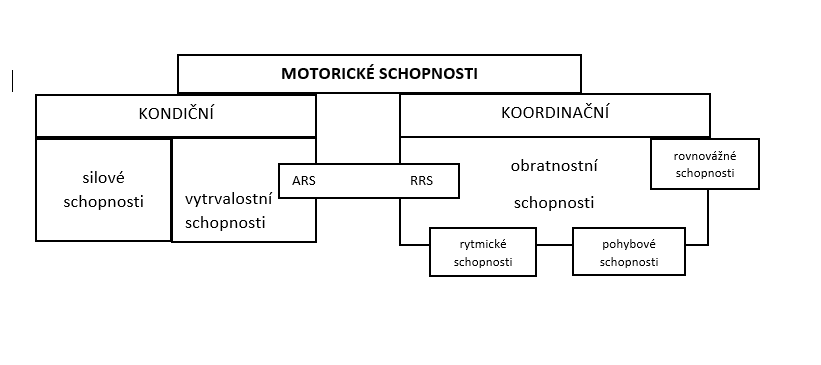 MOTORICKÉ SCHOPNOSTI
KONDIČNÍ
KOORDINAČNÍ
silové
schopnosti
vytrvalostní
schopnosti
ARS
RRS
obratnostní
schopnosti
rovnovážné
schopnosti
rytmické
schopnosti
pohybové
schopnosti